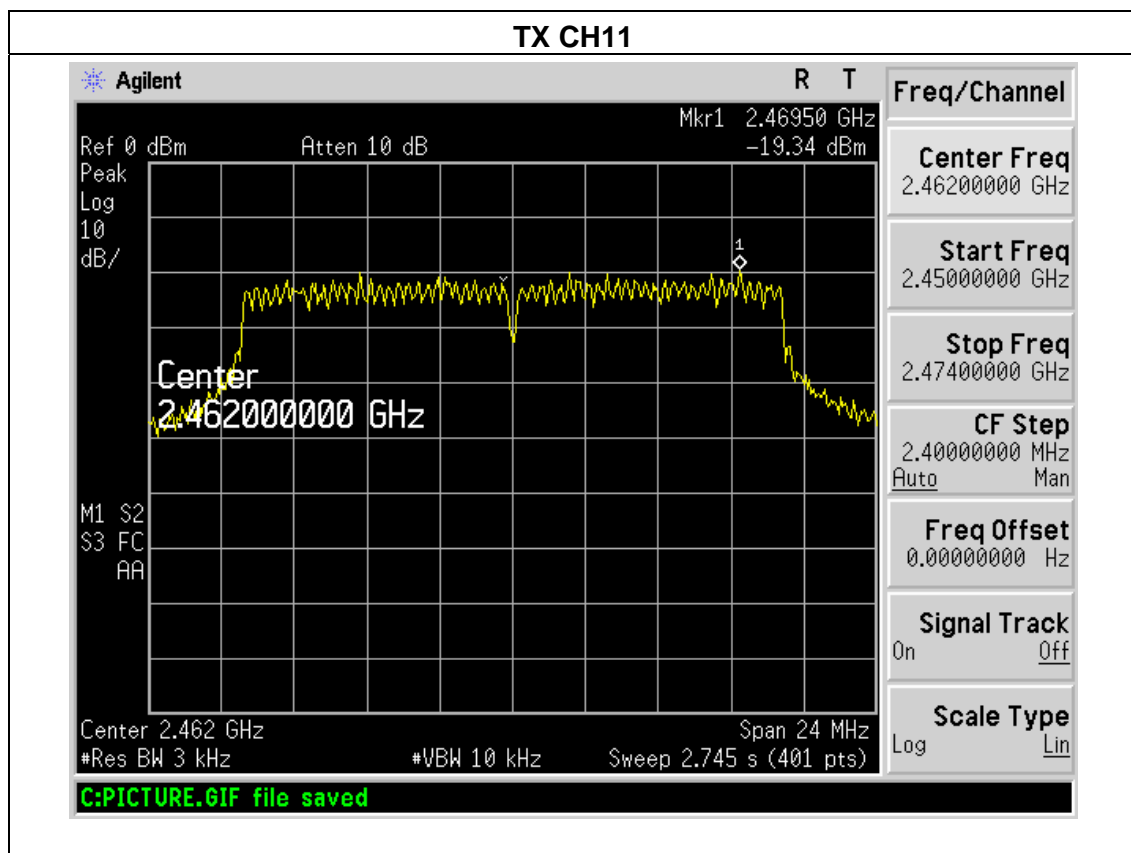 TX CH11
Agilent
R T
Mkr1 2.46950 GHz
Ref 0 dBm Atten 10 dB -19.34 dBm
Peak
Log
10
dB/
1
Center
2.462000000 GHz
M1 S2
S3 FC
AA
Center 2.462 GHz Span 24 MHz
#Res BW 3 kHz #VBW 10 kHz Sweep 2.745 s (401 pts)
C:PICTURE.GIF file saved
Freq/Channel
Center Freq
2.46200000 GHz
Start Freq
2.45000000 GHz
Stop Freq
2.47400000 GHz
CF Step
2.40000000 MHz
Auto Man
Freq Offset
0.00000000 Hz
Signal Track
On Off
Scale Type
Log Lin